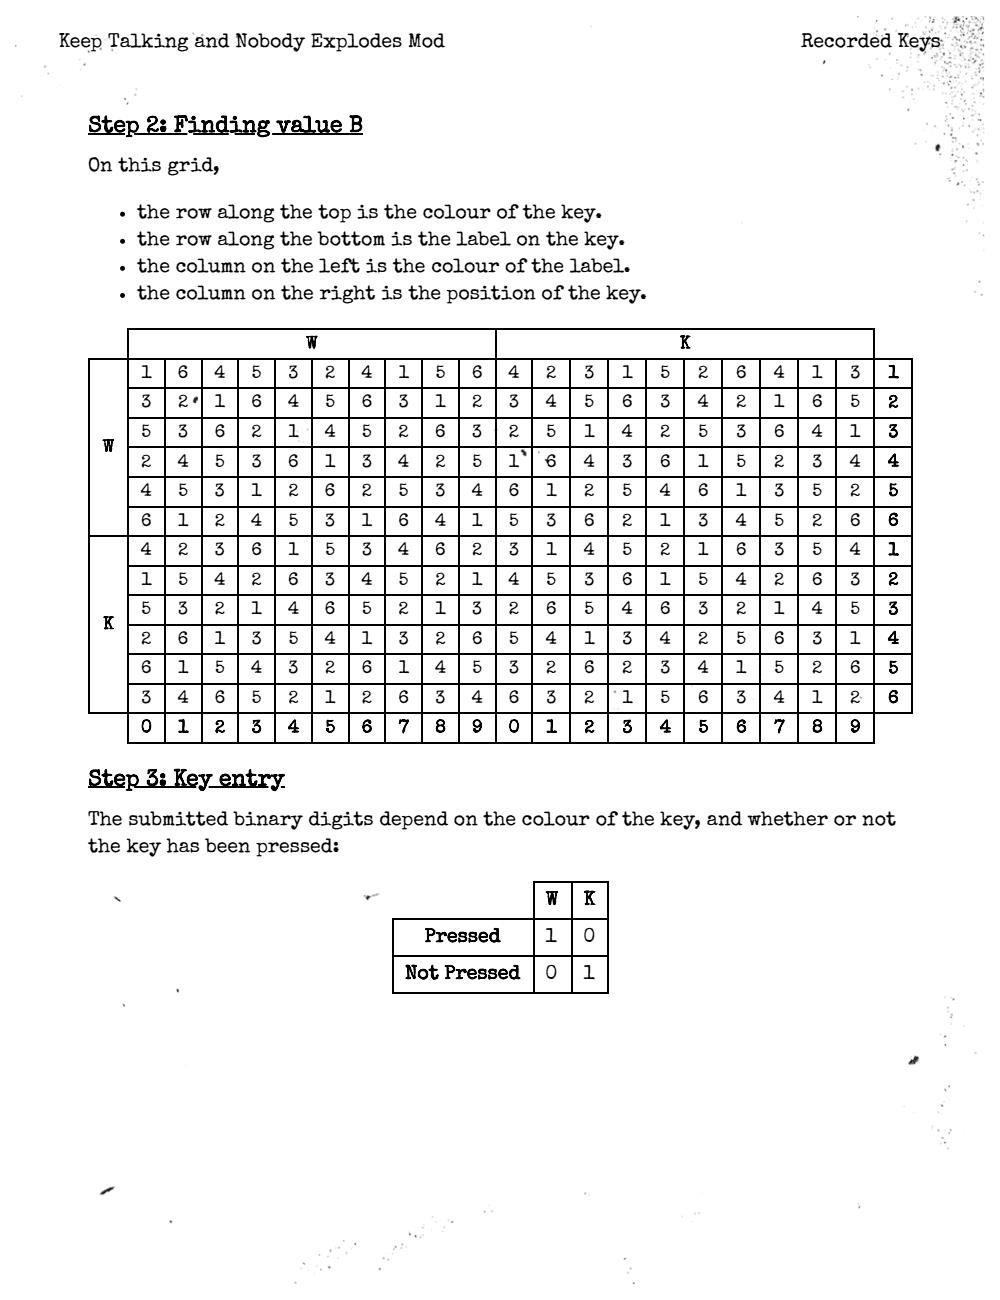 Keep Talking and Nobody Explodes Mod Recorded Keys
Step 2: Finding value B
On this grid,
• the row along the top is the colour of the key.
• the row along the bottom is the label on the key.
• the column on the left is the colour of the label.
• the column on the right is the position of the key.
W K
1 6 4 5 3 2 4 1 5 6 4 2 3 1 5 2 6 4 1 3 1
3 2 1 6 4 5 6 3 1 2 3 4 5 6 3 4 2 1 6 5 2
W 5 3 6 2 1 4 5 2 6 3 2 5 1 4 2 5 3 6 4 1 3
2 4 5 3 6 1 3 4 2 5 1 6 4 3 6 1 5 2 3 4 4
4 5 3 1 2 6 2 5 3 4 6 1 2 5 4 6 1 3 5 2 5
6 1 2 4 5 3 1 6 4 1 5 3 6 2 1 3 4 5 2 6 6
4 2 3 6 1 5 3 4 6 2 3 1 4 5 2 1 6 3 5 4 1
1 5 4 2 6 3 4 5 2 1 4 5 3 6 1 5 4 2 6 3 2
K 5 3 2 1 4 6 5 2 1 3 2 6 5 4 6 3 2 1 4 5 3
2 6 1 3 5 4 1 3 2 6 5 4 1 3 4 2 5 6 3 1 4
6 1 5 4 3 2 6 1 4 5 3 2 6 2 3 4 1 5 2 6 5
3 4 6 5 2 1 2 6 3 4 6 3 2 1 5 6 3 4 1 2 6
0 1 2 3 4 5 6 7 8 9 0 1 2 3 4 5 6 7 8 9
Step 3: Key entry
The submitted binary digits depend on the colour of the key, and whether or not
the key has been pressed:
W K
Pressed 1 0
Not Pressed 0 1